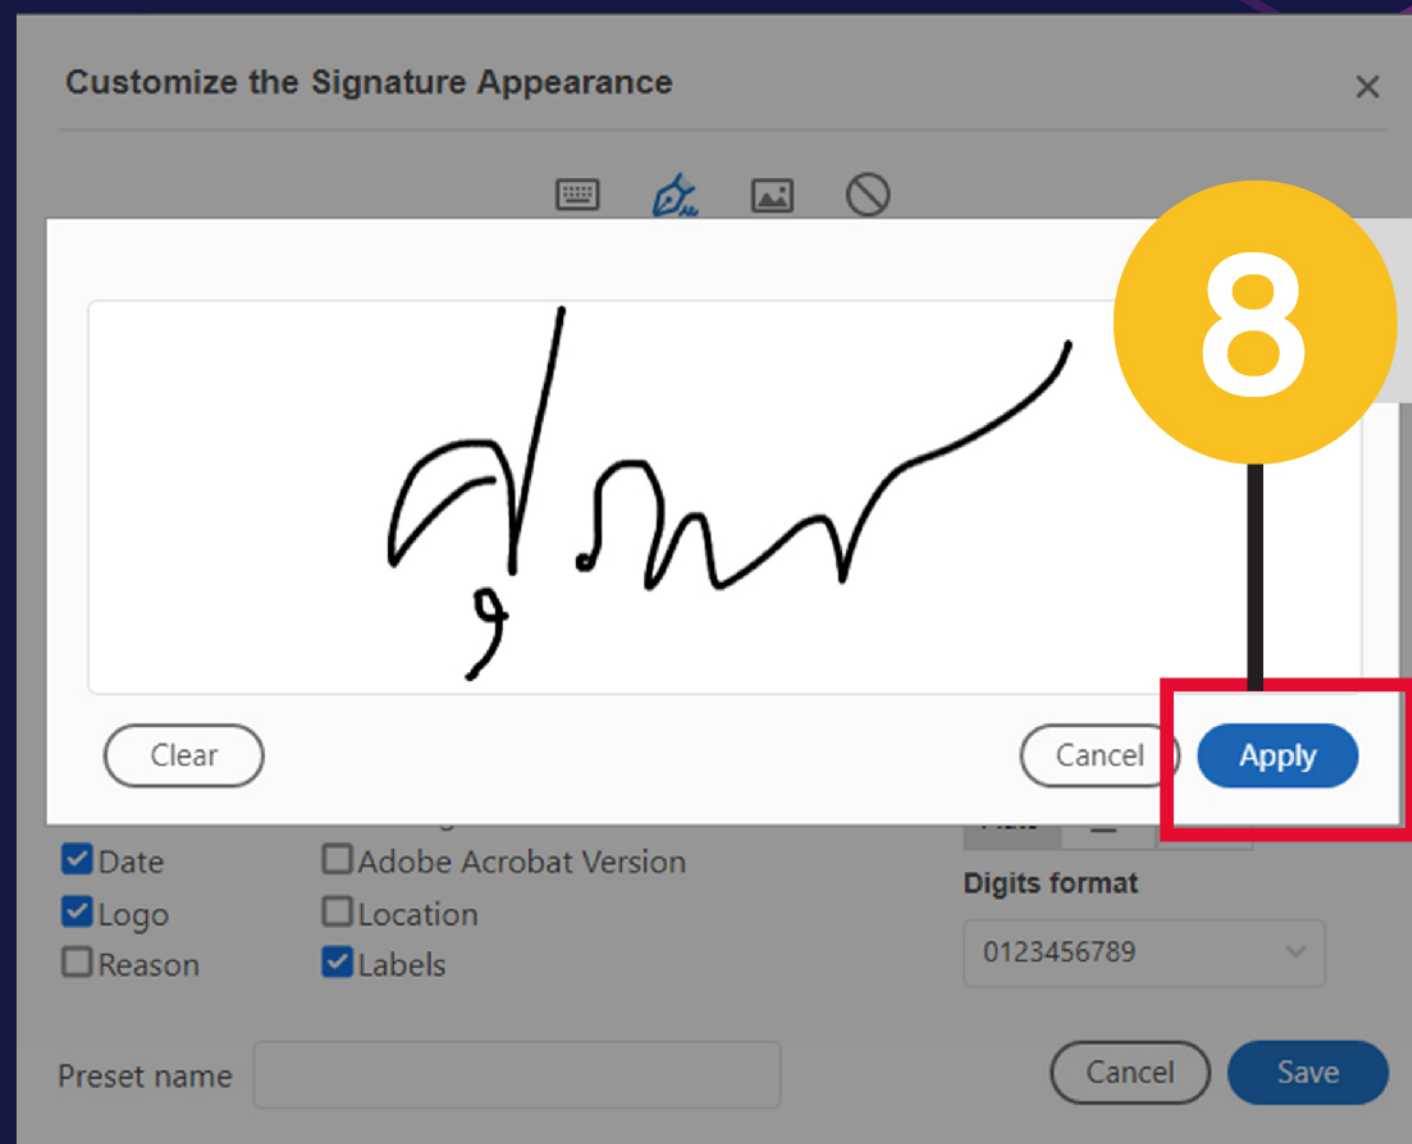 Customize the Signature Appearance
8
Clear
Cancel
Apply
Date
Adobe Acrobat Version
Digits format
Logo
Location
0123456789
Reason
Labels
Preset name
Cancel
Save